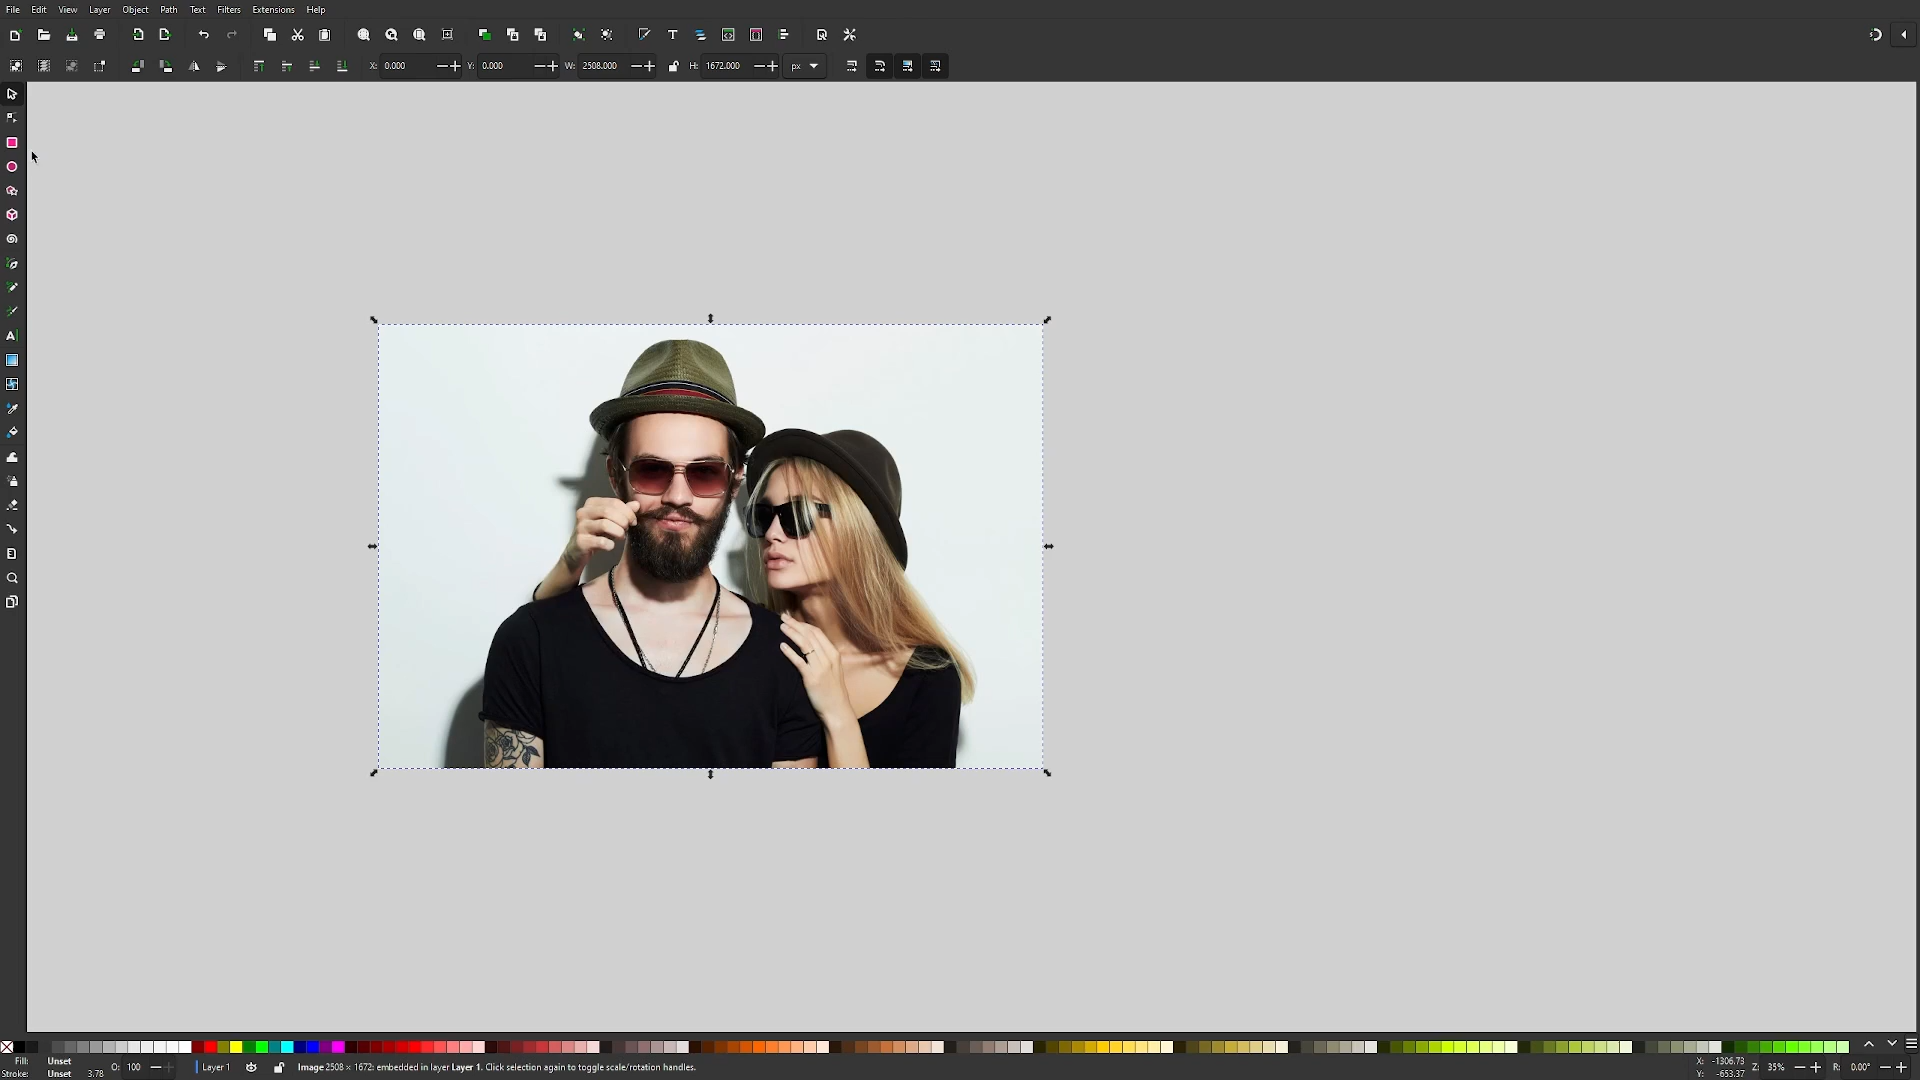 File Edit View Layer Object Path Text Filters Extensions Help
X: 0.000 Y: 0.000 W: 2508.000 H: 1672.000 px
A
Fill: Unset
Stroke: Unset 3.78 O: 100 Layer 1 Image 2508 × 1672: embedded in layer Layer 1. Click selection again to toggle scale/rotation handles. X: -1306.73 Y: -653.37 Z: 35% R: 0.00°